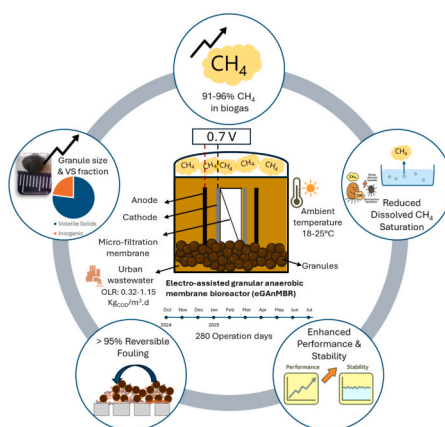 CH4
91-96% CH4
in biogas
0.7 V
Granule size
& VS fraction
Volatile Solids
Inorganic
CH4 CH4 CH4 CH4 CH4
Anode
Cathode
Micro-filtration
membrane
Ambient
temperature
18-25ºC
Granules
CH4
Reduced
Dissolved CH4
Saturation
Urban
wastewater
OLR: 0.32-1.15
KgCOD/m³.d
Electro-assisted granular anaerobic
membrane bioreactor (eGAnMBR)
Oct Nov Dec Jan Feb Mar Apr May Jun Jul
2024 2025
280 Operation days
> 95% Reversible
Fouling
Enhanced
Performance &
Stability
Performance Stability